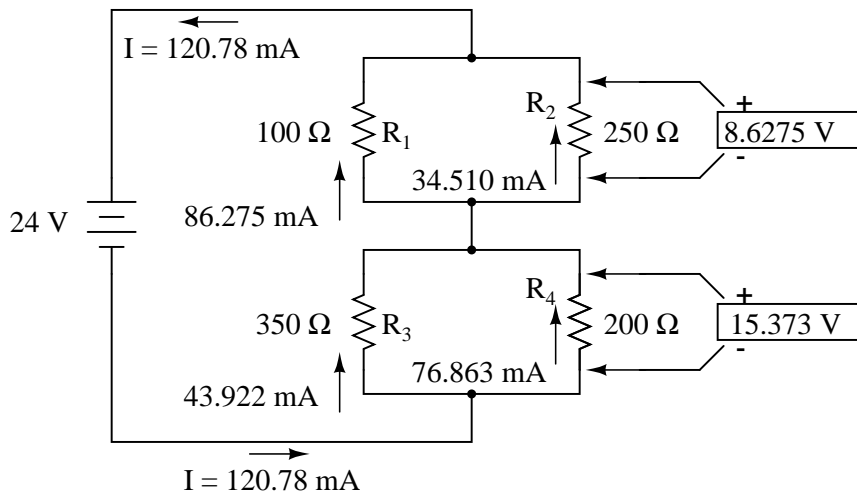 I = 120.78 mA
R2
+
100 Ω R1 250 Ω 8.6275 V
-
34.510 mA
86.275 mA
24 V
R4
+
350 Ω R3 200 Ω 15.373 V
-
76.863 mA
43.922 mA
I = 120.78 mA